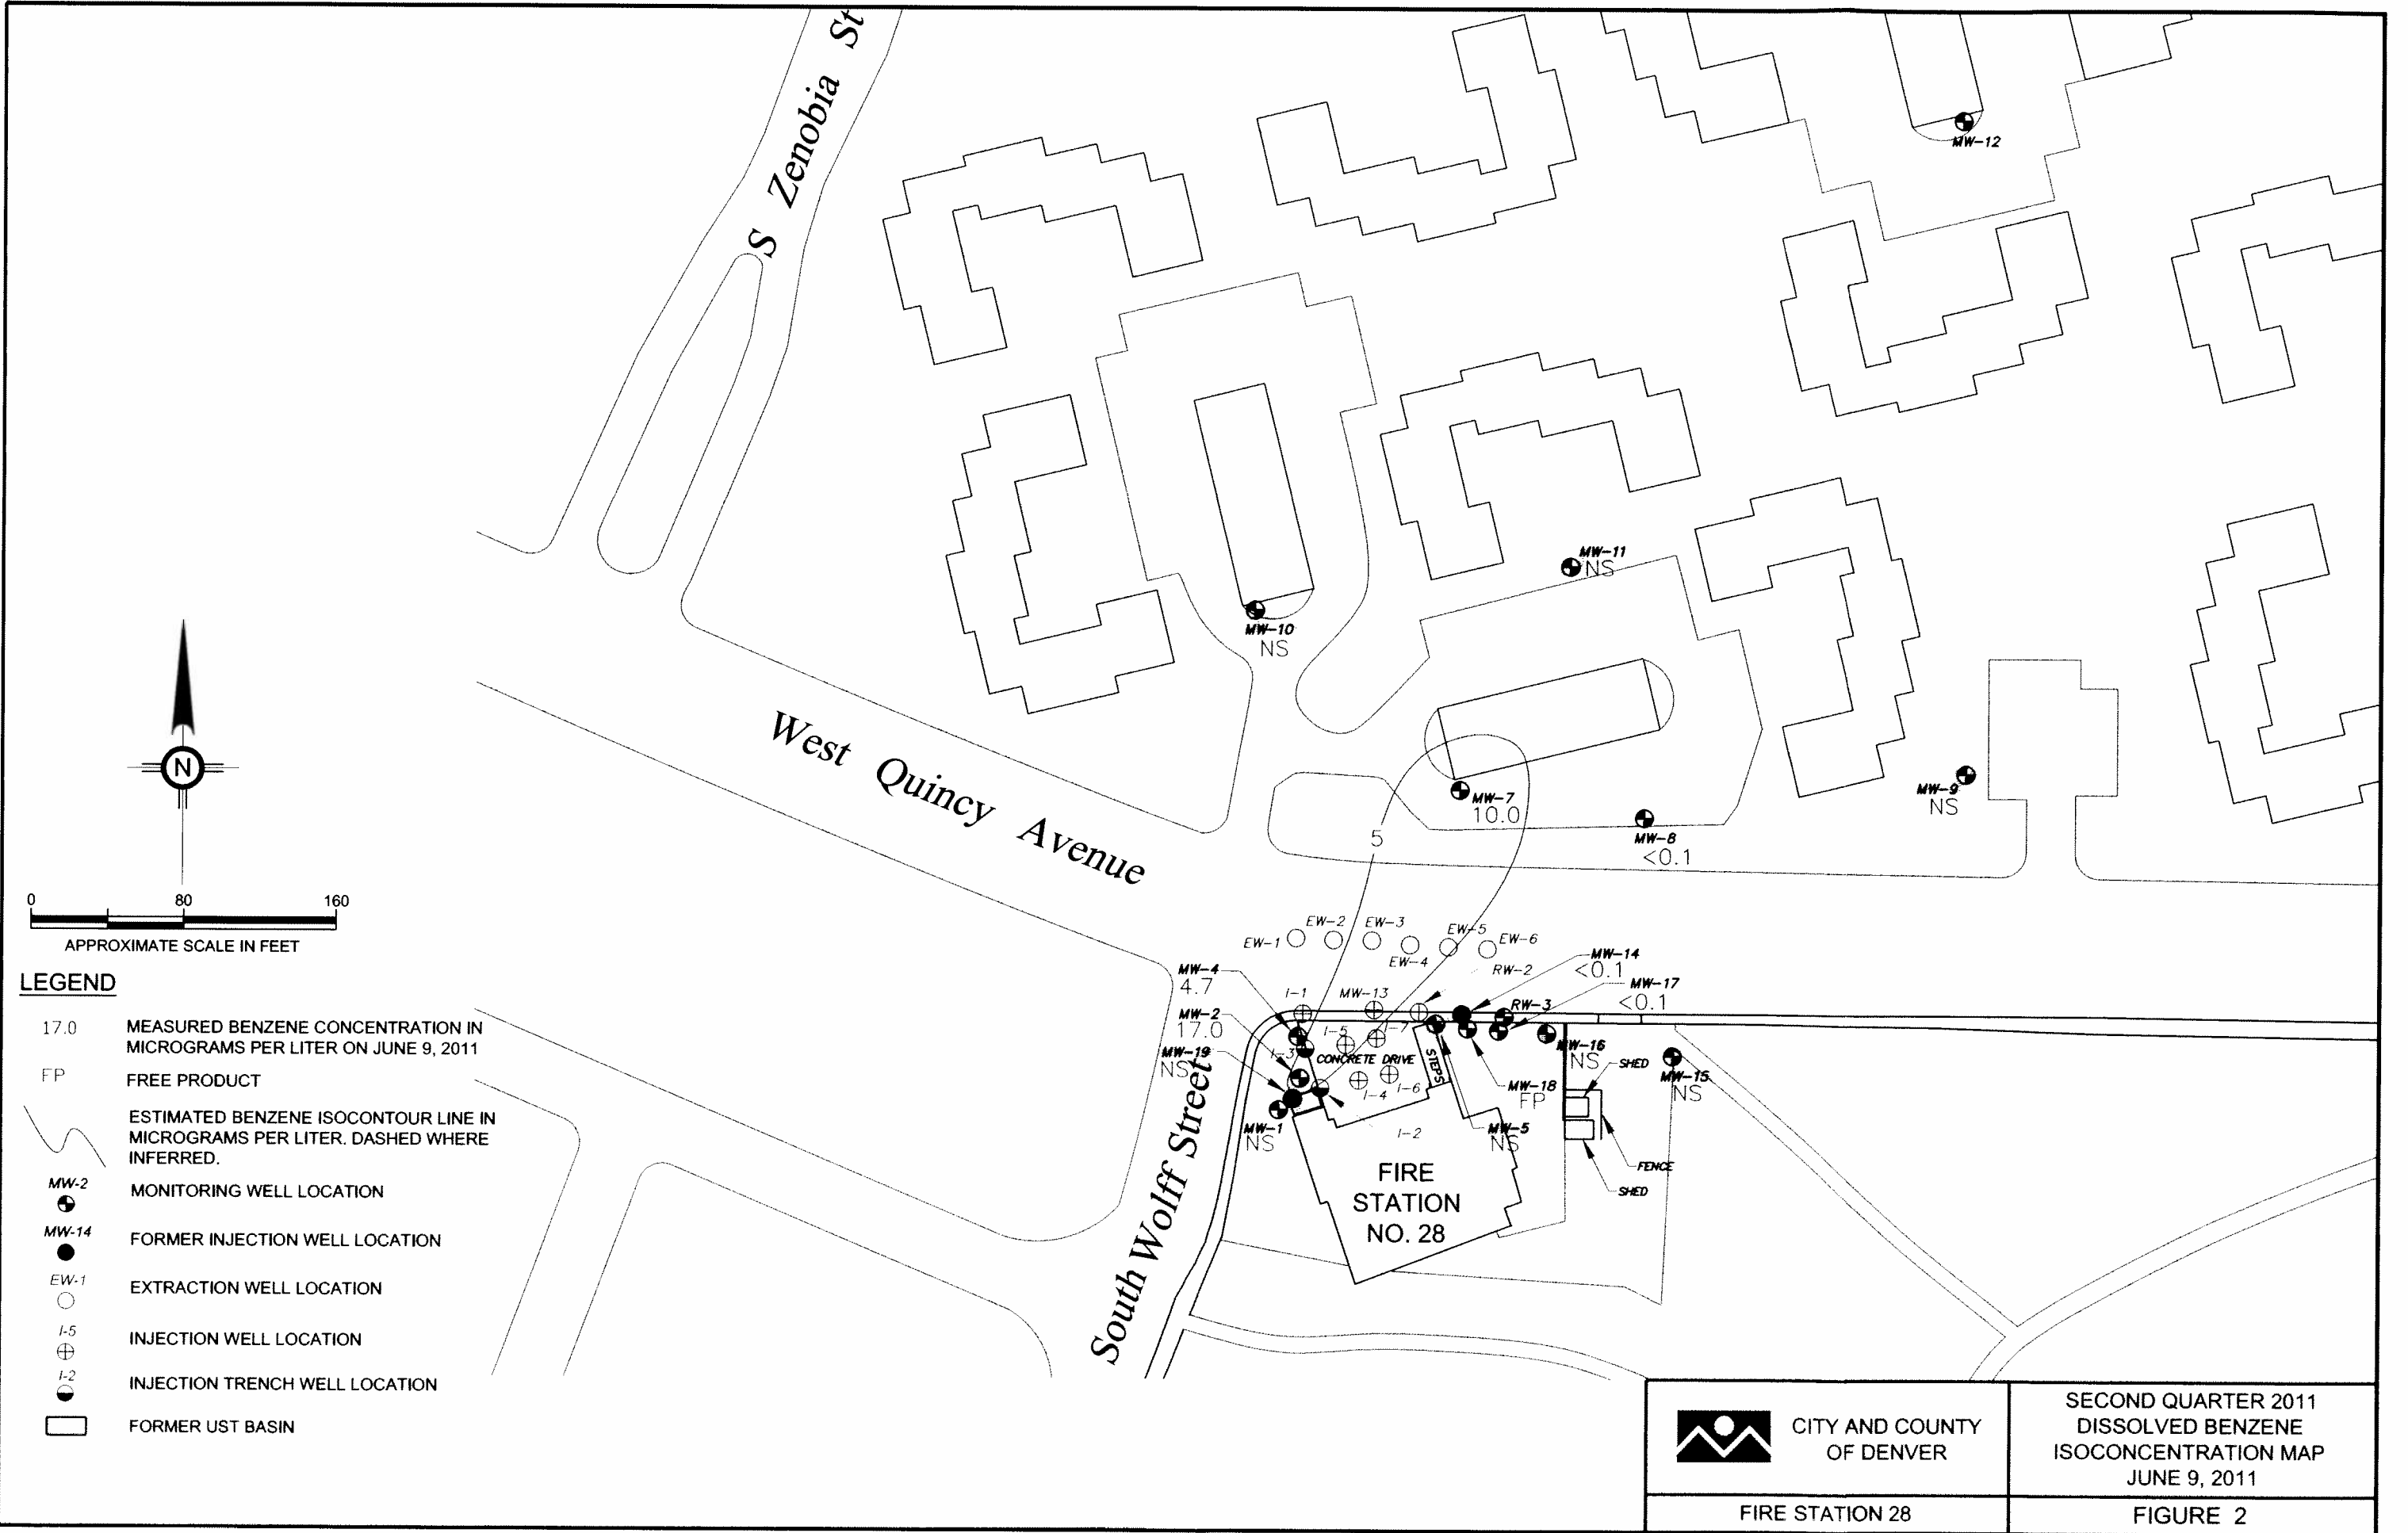 S Zenobia St
MW-12
MW-11
NS
MW-10
NS
West Quincy Avenue
MW-7
10.0
MW-9
NS
MW-8
<0.1
5
N
0 80 160
APPROXIMATE SCALE IN FEET
EW-1
EW-2
EW-3
EW-4
EW-5
EW-6
RW-2
MW-14
<0.1
MW-17
<0.1
RW-3
MW-4
4.7
I-1
MW-13
MW-2
17.0
I-5
I-7
MW-19
NS
I-3
CONCRETE DRIVE
STEPS
I-4
I-6
MW-16
NS
SHED
MW-15
NS
MW-18
FP
MW-1
NS
I-2
MW-5
NS
FENCE
SHED
FIRE
STATION
NO. 28
South Wolff Street
LEGEND
17.0 MEASURED BENZENE CONCENTRATION IN
MICROGRAMS PER LITER ON JUNE 9, 2011
FP FREE PRODUCT
ESTIMATED BENZENE ISOCONTOUR LINE IN
MICROGRAMS PER LITER. DASHED WHERE
INFERRED.
MW-2 MONITORING WELL LOCATION
MW-14 FORMER INJECTION WELL LOCATION
EW-1 EXTRACTION WELL LOCATION
I-5 INJECTION WELL LOCATION
I-2 INJECTION TRENCH WELL LOCATION
FORMER UST BASIN
CITY AND COUNTY
OF DENVER
SECOND QUARTER 2011
DISSOLVED BENZENE
ISOCONCENTRATION MAP
JUNE 9, 2011
FIRE STATION 28
FIGURE 2